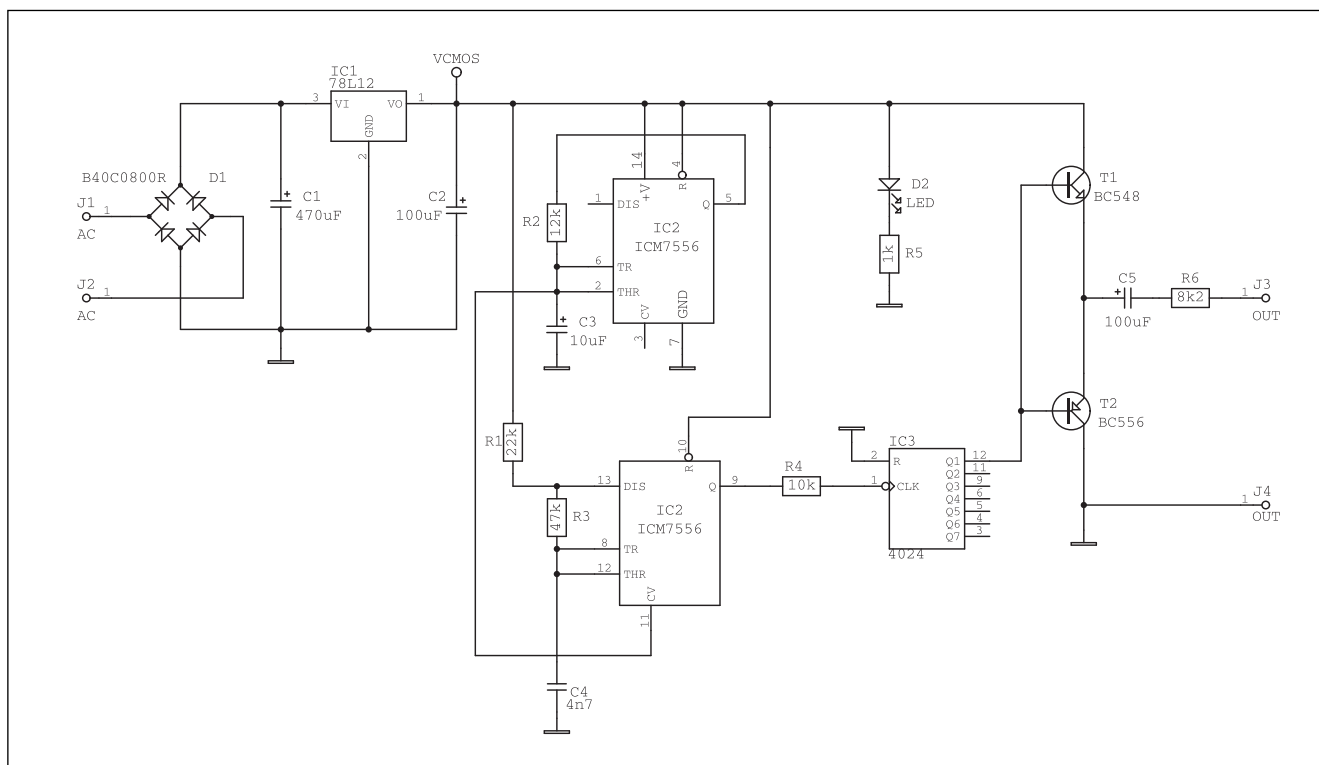 VCMOS
IC1
78L12
3
VI
VO
1
GND
2
B40C0800R
D1
J1
1
AC
J2
1
AC
C1
470uF
C2
100uF
R2
12k
14
4
+V
R
1
DIS
Q
5
IC2
ICM7556
6
TR
2
THR
CV
GND
3
7
C3
10uF
D2
LED
1k
R5
T1
BC548
C5
100uF
R6
8k2
1
J3
OUT
T2
BC556
1
J4
OUT
R1
22k
10
R
13
DIS
Q
9
IC2
ICM7556
47k
R3
8
TR
12
THR
CV
11
R4
10k
IC3
2
R
1
CLK
Q1
12
Q2
11
Q3
9
Q4
6
Q5
5
Q6
4
Q7
3
4024
C4
4n7